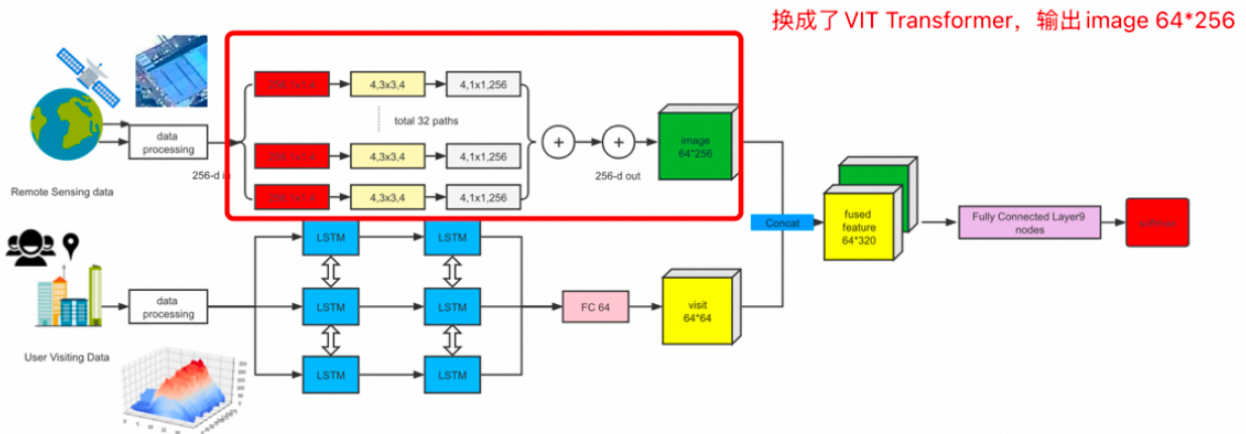 换成了VIT Transformer，输出image 64*256
4,3x3,4
4,1x1,256
total 32 paths
data
processing
256-d in
4,3x3,4
4,1x1,256
+
+
256-d out
image
64*256
4,3x3,4
4,1x1,256
Remote Sensing data
LSTM
LSTM
Concat
fused
feature
64*320
Fully Connected Layer9
nodes
data
processing
LSTM
LSTM
FC 64
visit
64*64
User Visiting Data
LSTM
LSTM